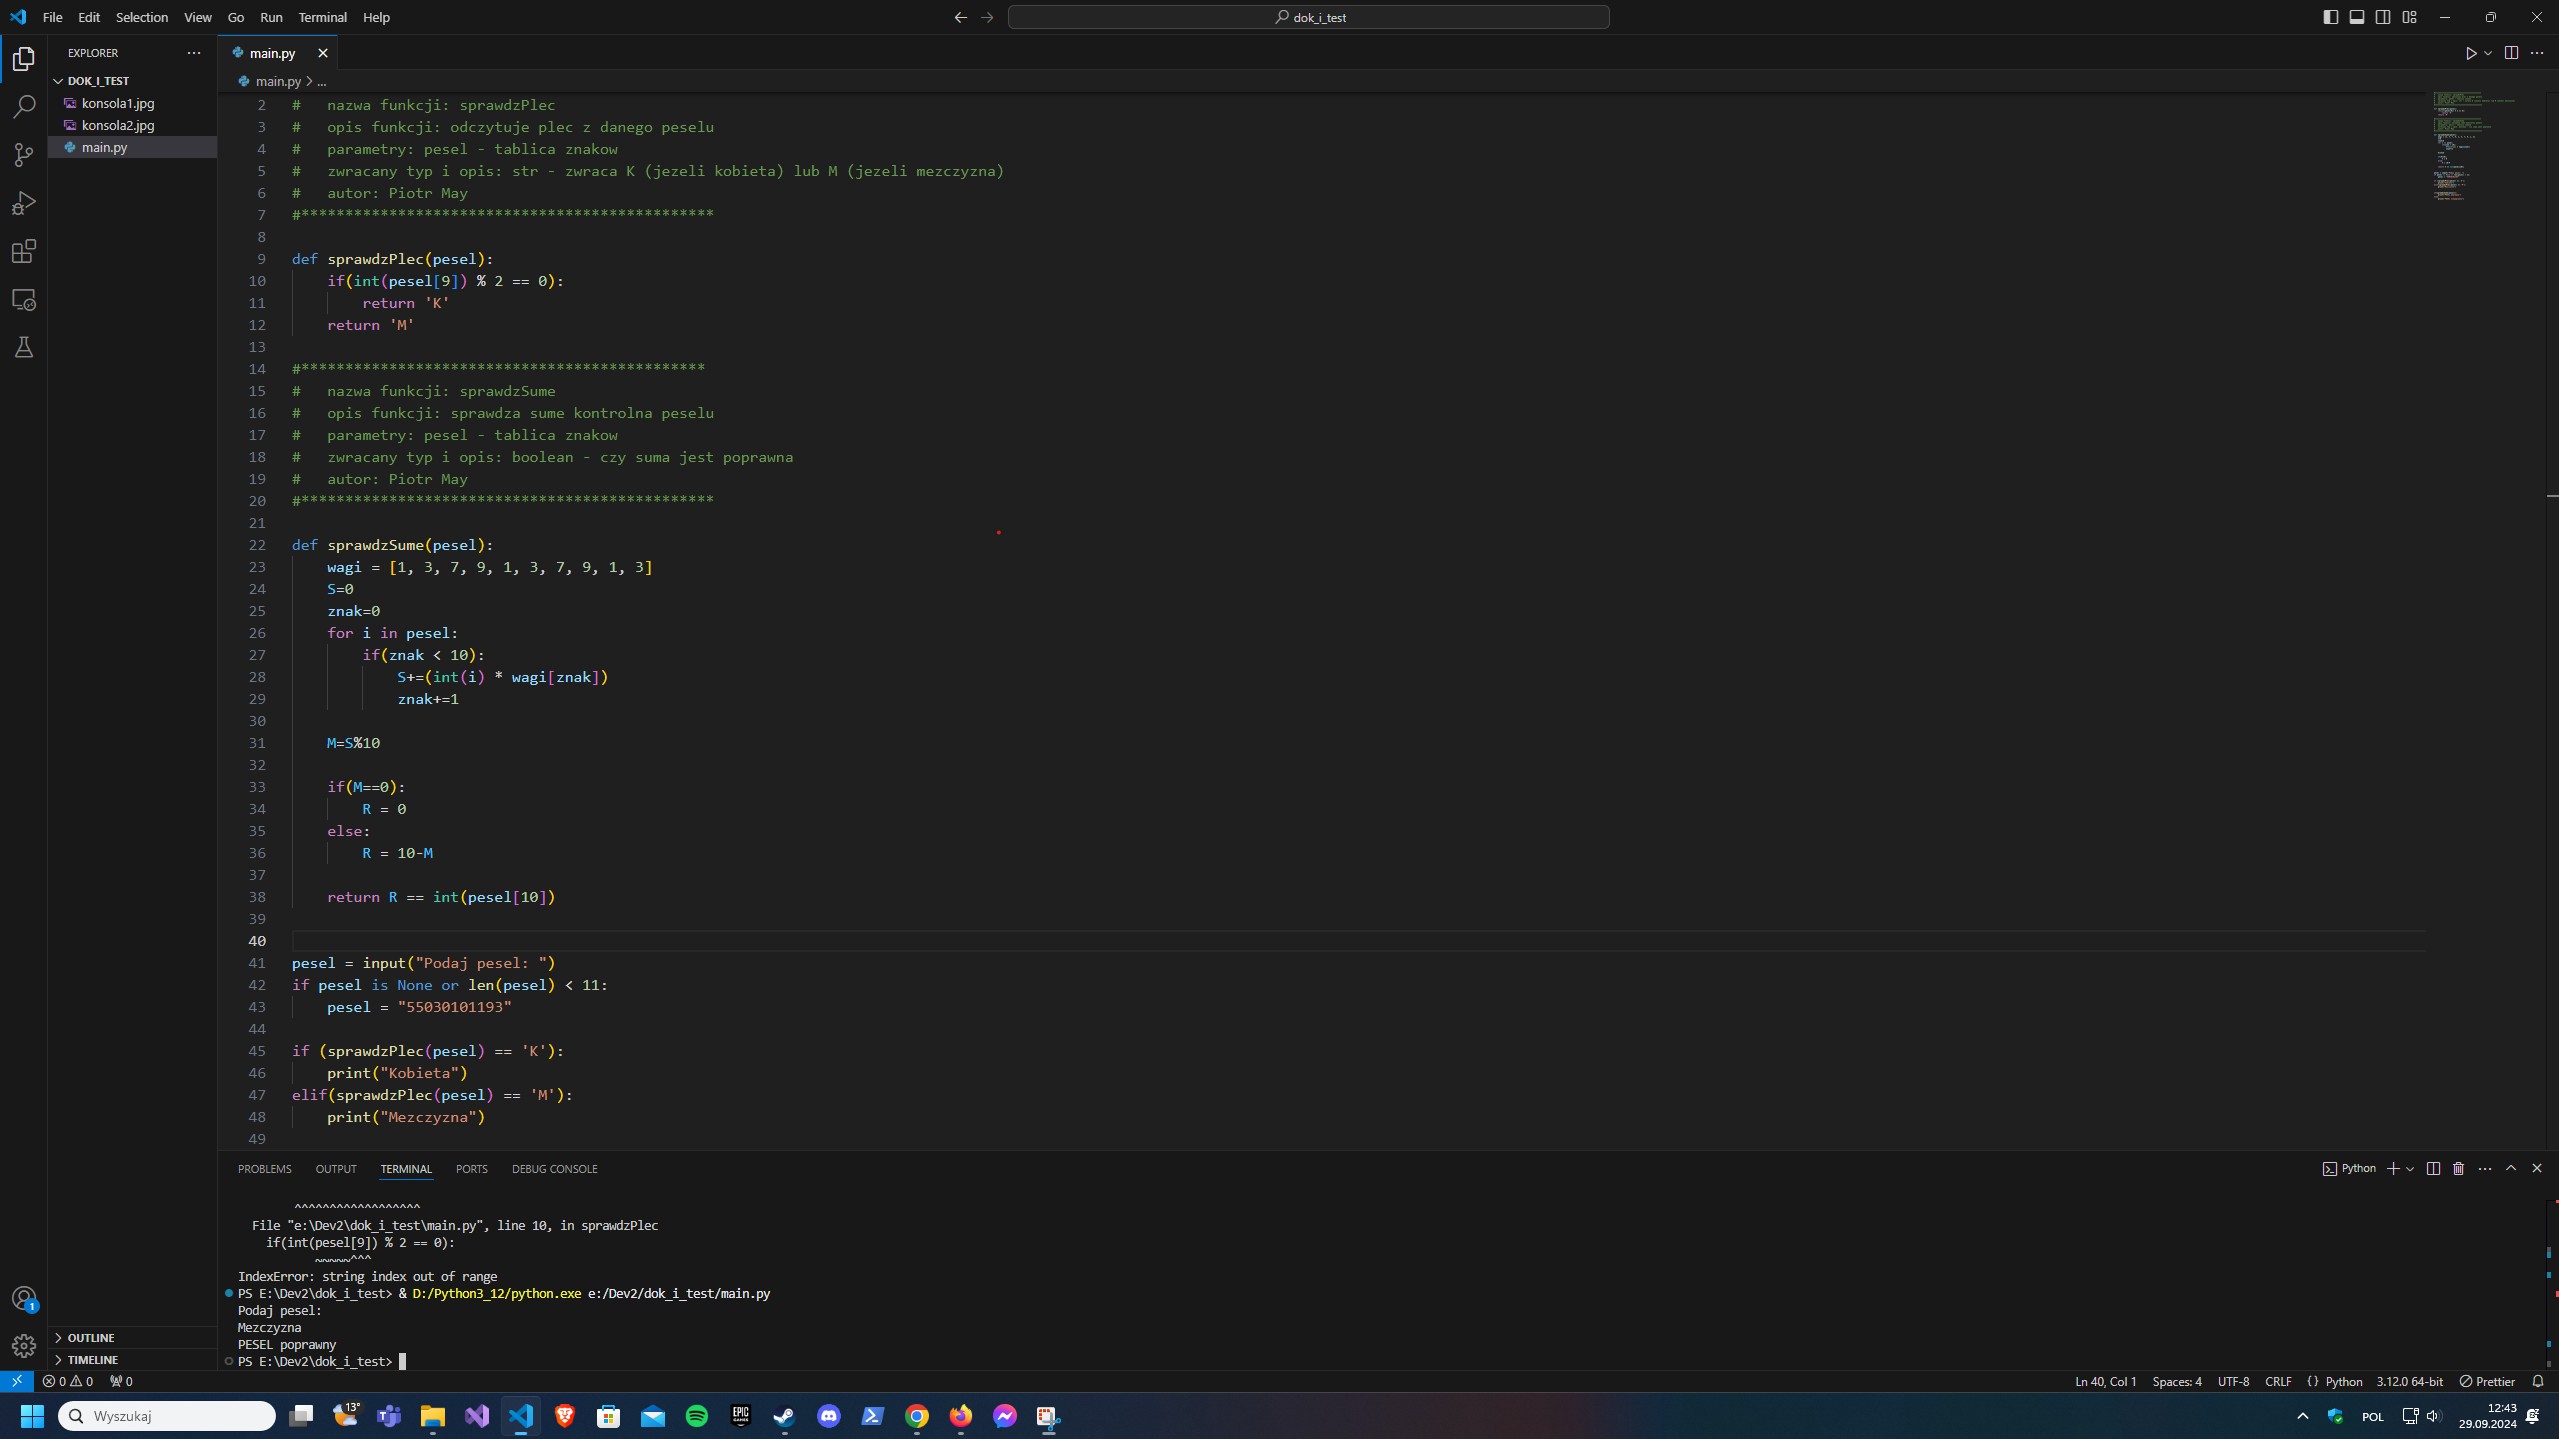 File Edit Selection View Go Run Terminal Help
dok_i_test
EXPLORER
main.py
DOK_I_TEST
konsola1.jpg
konsola2.jpg
main.py
main.py > ...
2 # nazwa funkcji: sprawdzPlec
3 # opis funkcji: odczytuje plec z danego peselu
4 # parametry: pesel - tablica znakow
5 # zwracany typ i opis: str - zwraca K (jezeli kobieta) lub M (jezeli mezczyzna)
6 # autor: Piotr May
7 #***********************************************
8
9 def sprawdzPlec(pesel):
10 if(int(pesel[9]) % 2 == 0):
11 return 'K'
12 return 'M'
13
14 #**********************************************
15 # nazwa funkcji: sprawdzSume
16 # opis funkcji: sprawdza sume kontrolna peselu
17 # parametry: pesel - tablica znakow
18 # zwracany typ i opis: boolean - czy suma jest poprawna
19 # autor: Piotr May
20 #***********************************************
21
22 def sprawdzSume(pesel):
23 wagi = [1, 3, 7, 9, 1, 3, 7, 9, 1, 3]
24 S=0
25 znak=0
26 for i in pesel:
27 if(znak < 10):
28 S+=(int(i) * wagi[znak])
29 znak+=1
30
31 M=S%10
32
33 if(M==0):
34 R = 0
35 else:
36 R = 10-M
37
38 return R == int(pesel[10])
39
40
41 pesel = input("Podaj pesel: ")
42 if pesel is None or len(pesel) < 11:
43 pesel = "55030101193"
44
45 if (sprawdzPlec(pesel) == 'K'):
46 print("Kobieta")
47 elif(sprawdzPlec(pesel) == 'M'):
48 print("Mezczyzna")
49
PROBLEMS OUTPUT TERMINAL PORTS DEBUG CONSOLE
Python
^^^^^^^^^^^^^^^^^^
File "e:\Dev2\dok_i_test\main.py", line 10, in sprawdzPlec
if(int(pesel[9]) % 2 == 0):
~~~~~^^^
IndexError: string index out of range
PS E:\Dev2\dok_i_test> & D:/Python3_12/python.exe e:/Dev2/dok_i_test/main.py
Podaj pesel:
Mezczyzna
PESEL poprawny
PS E:\Dev2\dok_i_test>
OUTLINE
TIMELINE
1
0 0 0
Ln 40, Col 1 Spaces: 4 UTF-8 CRLF {} Python 3.12.0 64-bit Prettier
Wyszukaj
13°
EPIC GAMES
POL
12:43
29.09.2024